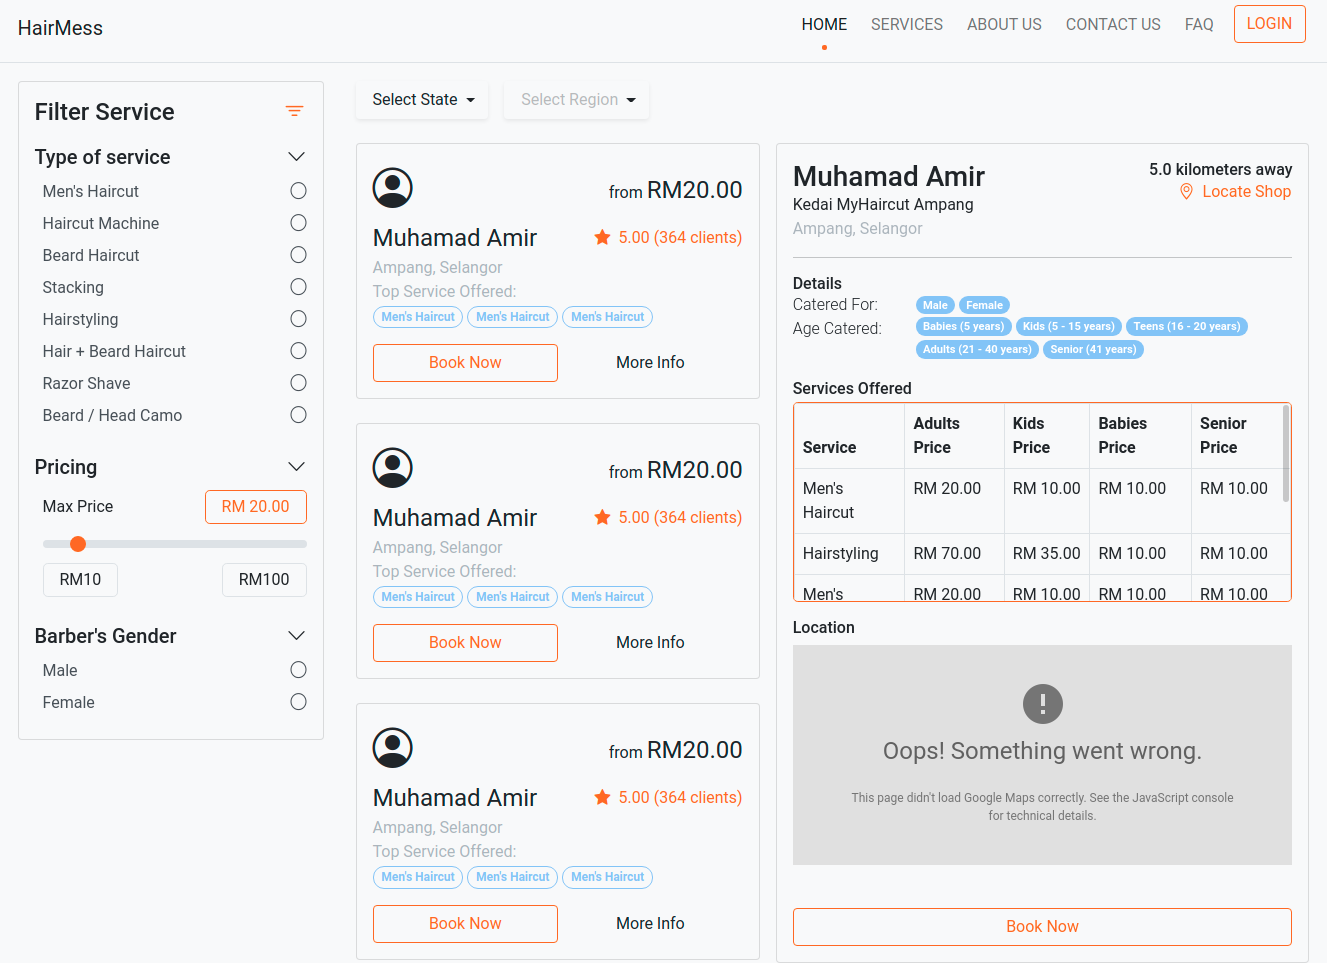 HairMess
HOME SERVICES ABOUT US CONTACT US FAQ LOGIN
Filter Service
Type of service
Men's Haircut
Haircut Machine
Beard Haircut
Stacking
Hairstyling
Hair + Beard Haircut
Razor Shave
Beard / Head Camo
Pricing
Max Price RM 20.00
RM10 RM100
Barber's Gender
Male
Female
Select State Select Region
from RM20.00
Muhamad Amir 5.00 (364 clients)
Ampang, Selangor
Top Service Offered:
Men's Haircut Men's Haircut Men's Haircut
Book Now More Info
from RM20.00
Muhamad Amir 5.00 (364 clients)
Ampang, Selangor
Top Service Offered:
Men's Haircut Men's Haircut Men's Haircut
Book Now More Info
from RM20.00
Muhamad Amir 5.00 (364 clients)
Ampang, Selangor
Top Service Offered:
Men's Haircut Men's Haircut Men's Haircut
Book Now More Info
Muhamad Amir 5.0 kilometers away
Kedai MyHaircut Ampang Locate Shop
Ampang, Selangor
Details
Catered For: Male Female
Age Catered: Babies (5 years) Kids (5 - 15 years) Teens (16 - 20 years)
Adults (21 - 40 years) Senior (41 years)
Services Offered
Service Adults Price Kids Price Babies Price Senior Price
Men's Haircut RM 20.00 RM 10.00 RM 10.00 RM 10.00
Hairstyling RM 70.00 RM 35.00 RM 10.00 RM 10.00
Men's RM 20.00 RM 10.00 RM 10.00 RM 10.00
Location
Oops! Something went wrong.
This page didn't load Google Maps correctly. See the JavaScript console
for technical details.
Book Now